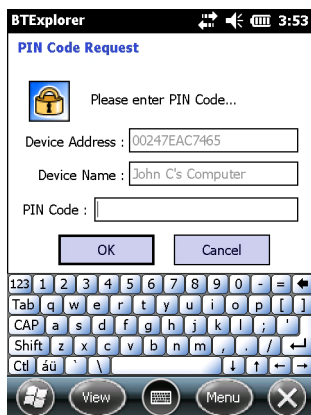 BTExplorer 3:53
PIN Code Request
Please enter PIN Code...
Device Address : 00247EAC7465
Device Name : John C's Computer
PIN Code :
OK Cancel
123 1 2 3 4 5 6 7 8 9 0 - =
Tab q w e r t y u i o p [ ]
CAP a s d f g h j k l ; '
Shift z x c v b n m , . /
Ctl áü ` \
View Menu